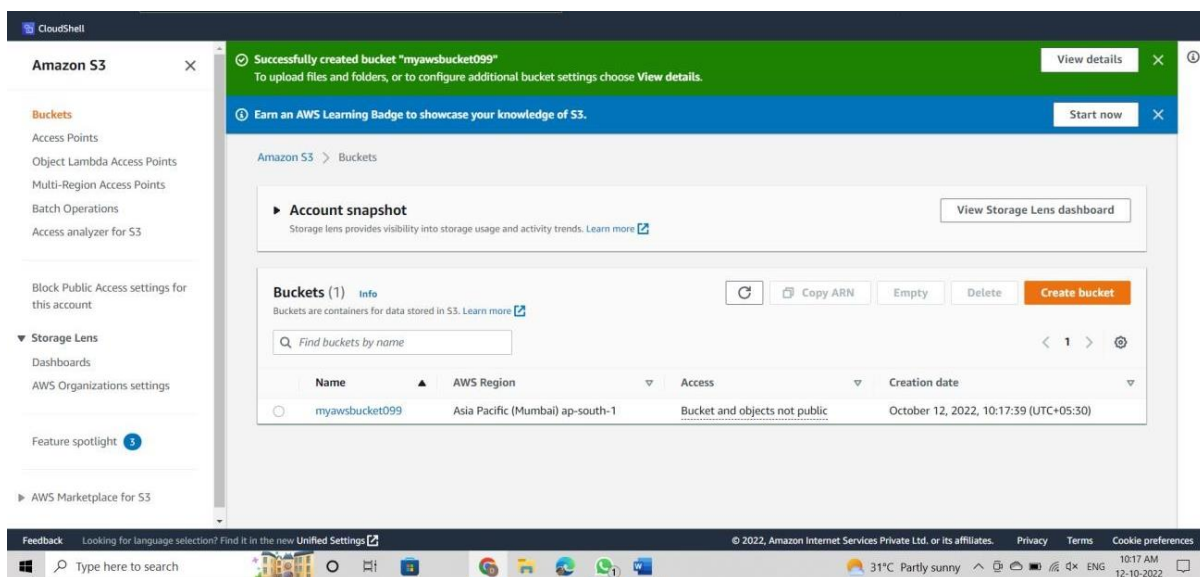 CloudShell
Amazon S3
Buckets
Access Points
Object Lambda Access Points
Multi-Region Access Points
Batch Operations
Access analyzer for S3
Block Public Access settings for
this account
Storage Lens
Dashboards
AWS Organizations settings
Feature spotlight 3
AWS Marketplace for S3
Successfully created bucket "myawsbucket099"
To upload files and folders, or to configure additional bucket settings choose View details.
View details
Earn an AWS Learning Badge to showcase your knowledge of S3.
Start now
Amazon S3 > Buckets
Account snapshot
Storage lens provides visibility into storage usage and activity trends. Learn more
View Storage Lens dashboard
Buckets (1) Info
Buckets are containers for data stored in S3. Learn more
Copy ARN Empty Delete Create bucket
Find buckets by name
< 1 >
Name AWS Region Access Creation date
myawsbucket099 Asia Pacific (Mumbai) ap-south-1 Bucket and objects not public October 12, 2022, 10:17:39 (UTC+05:30)
Feedback Looking for language selection? Find it in the new Unified Settings © 2022, Amazon Internet Services Private Ltd. or its affiliates. Privacy Terms Cookie preferences
Type here to search 31°C Partly sunny ENG 10:17 AM
12-10-2022